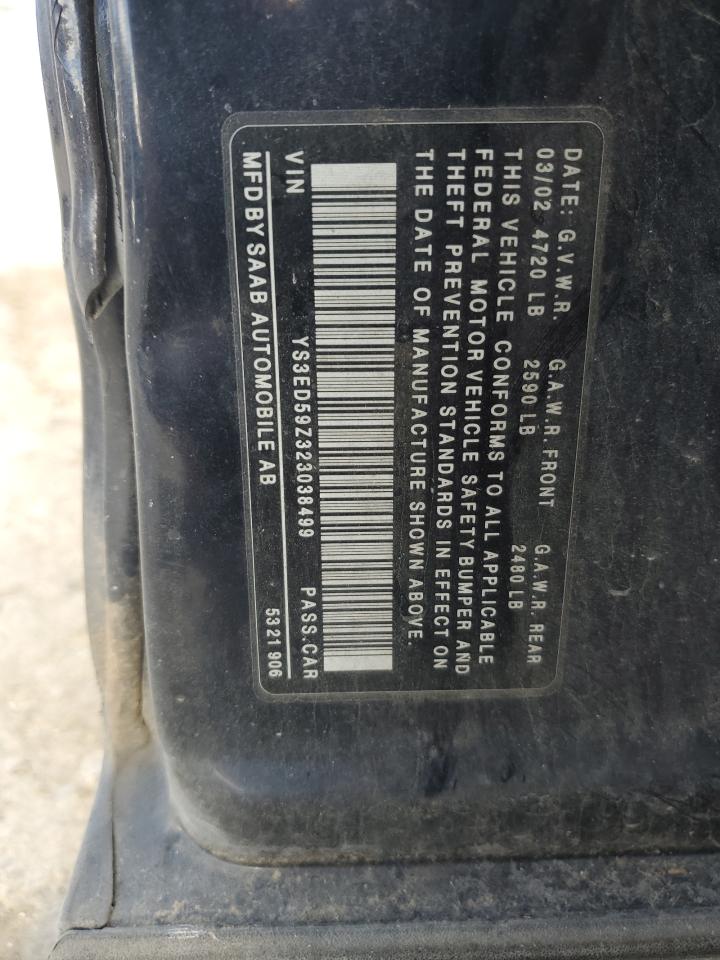 DATE: G.V.W.R. G.A.W.R. FRONT G.A.W.R. REAR
03/02 4720 LB 2590 LB 2480 LB
THIS VEHICLE CONFORMS TO ALL APPLICABLE
FEDERAL MOTOR VEHICLE SAFETY BUMPER AND
THEFT PREVENTION STANDARDS IN EFFECT ON
THE DATE OF MANUFACTURE SHOWN ABOVE.
VIN YS3ED59Z323038499 PASS.CAR
MFD BY SAAB AUTOMOBILE AB 5321906